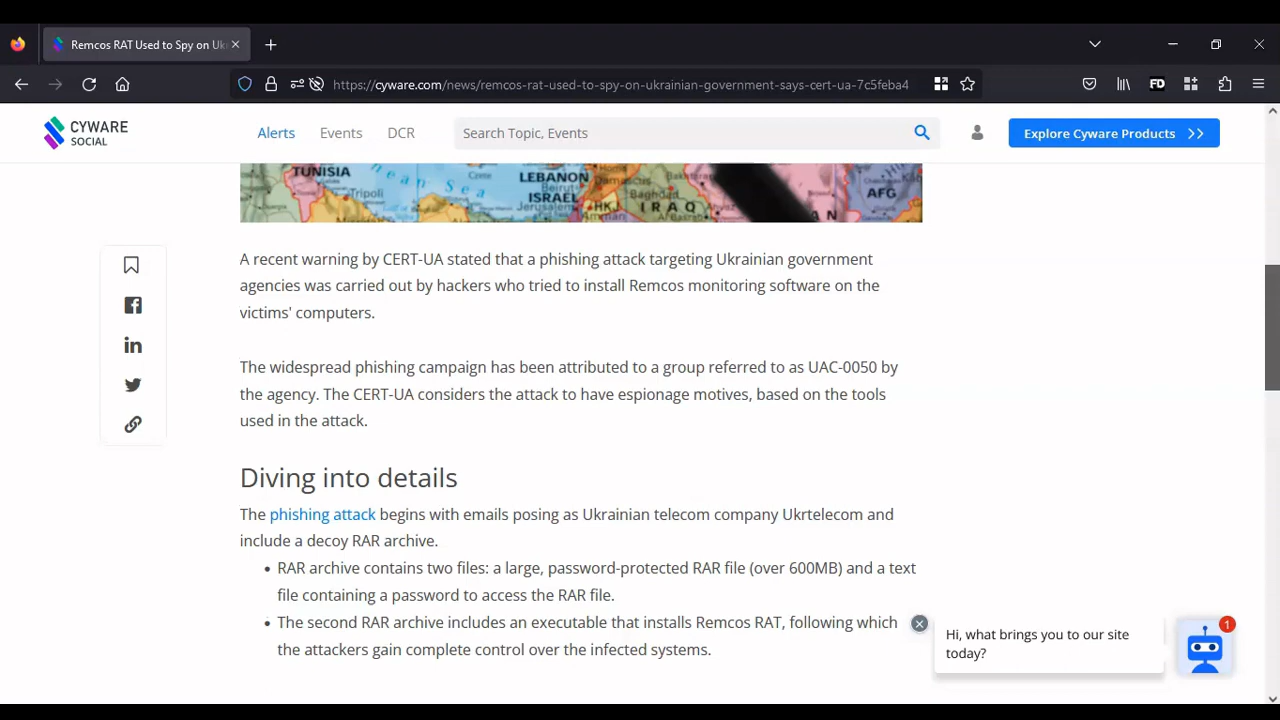 Remcos RAT Used to Spy on Uk
https://cyware.com/news/remcos-rat-used-to-spy-on-ukrainian-government-says-cert-ua-7c5feba4
FD
CYWARE
SOCIAL
Alerts
Events
DCR
Search Topic, Events
Explore Cyware Products
TUNISIA
Tripoli
LEBANON
Beirut
ISRAEL
Jerusalem
Damascus
Baghdad
IRAQ
AFG
A recent warning by CERT-UA stated that a phishing attack targeting Ukrainian government
agencies was carried out by hackers who tried to install Remcos monitoring software on the
victims' computers.
The widespread phishing campaign has been attributed to a group referred to as UAC-0050 by
the agency. The CERT-UA considers the attack to have espionage motives, based on the tools
used in the attack.
Diving into details
The phishing attack begins with emails posing as Ukrainian telecom company Ukrtelecom and
include a decoy RAR archive.
• RAR archive contains two files: a large, password-protected RAR file (over 600MB) and a text
file containing a password to access the RAR file.
• The second RAR archive includes an executable that installs Remcos RAT, following which
the attackers gain complete control over the infected systems.
Hi, what brings you to our site
today?
1